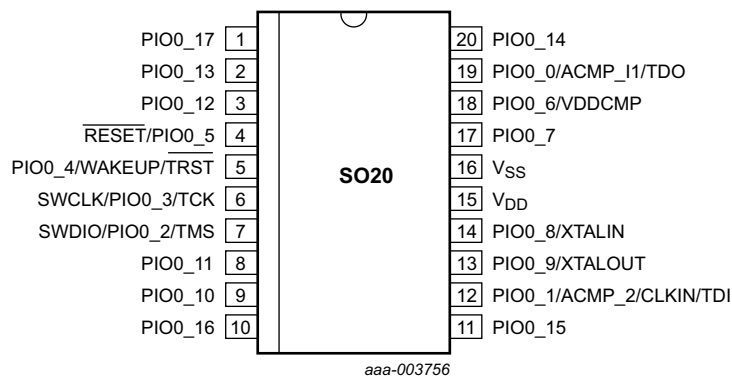 PIO0_17 1
PIO0_13 2
PIO0_12 3
RESET/PIO0_5 4
PIO0_4/WAKEUP/TRST 5
SWCLK/PIO0_3/TCK 6
SWDIO/PIO0_2/TMS 7
PIO0_11 8
PIO0_10 9
PIO0_16 10
SO20
20 PIO0_14
19 PIO0_0/ACMP_I1/TDO
18 PIO0_6/VDDCMP
17 PIO0_7
16 VSS
15 VDD
14 PIO0_8/XTALIN
13 PIO0_9/XTALOUT
12 PIO0_1/ACMP_2/CLKIN/TDI
11 PIO0_15
aaa-003756